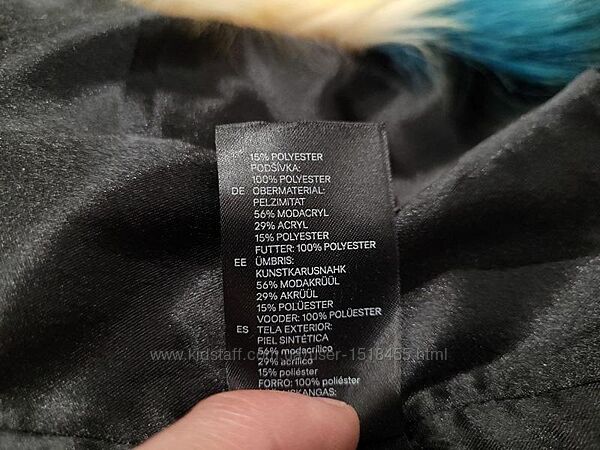 15% POLYESTER
PODŠÍVKA:
100% POLYESTER
DE OBERMATERIAL:
PELZIMITAT
56% MODACRYL
29% ACRYL
15% POLYESTER
FUTTER: 100% POLYESTER
EE ÜMBRIS:
KUNSTKARUSNAHK
56% MODAKRÜÜL
29% AKRÜÜL
15% POLÜESTER
VOODER: 100% POLÜESTER
ES TELA EXTERIOR:
PIEL SINTÉTICA
56% modacrílico
29% acrílico
15% poliéster
FORRO: 100% poliéster